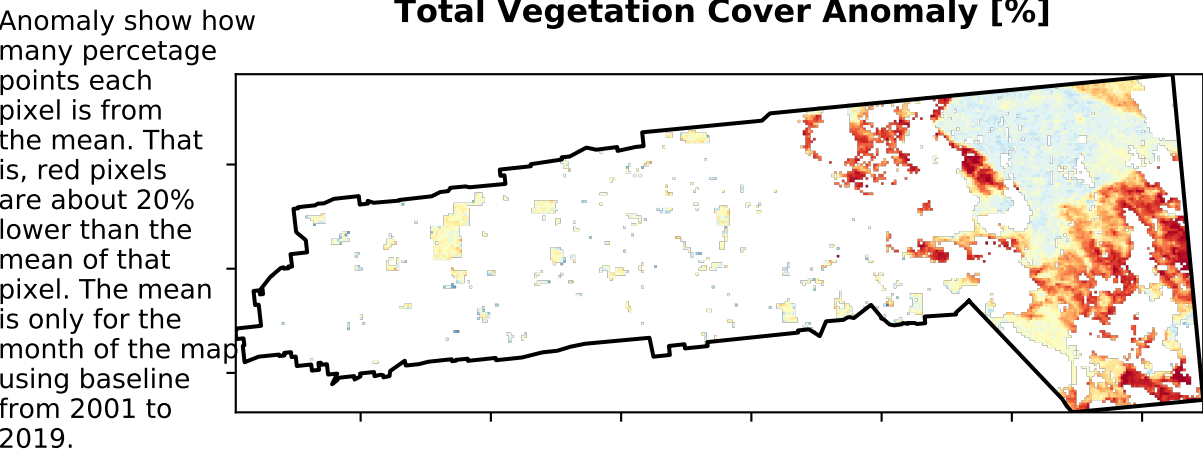 Total Vegetation Cover Anomaly [%]
Anomaly show how
many percetage
points each
pixel is from
the mean. That
is, red pixels
are about 20%
lower than the
mean of that
pixel. The mean
is only for the
month of the map
using baseline
from 2001 to
2019.